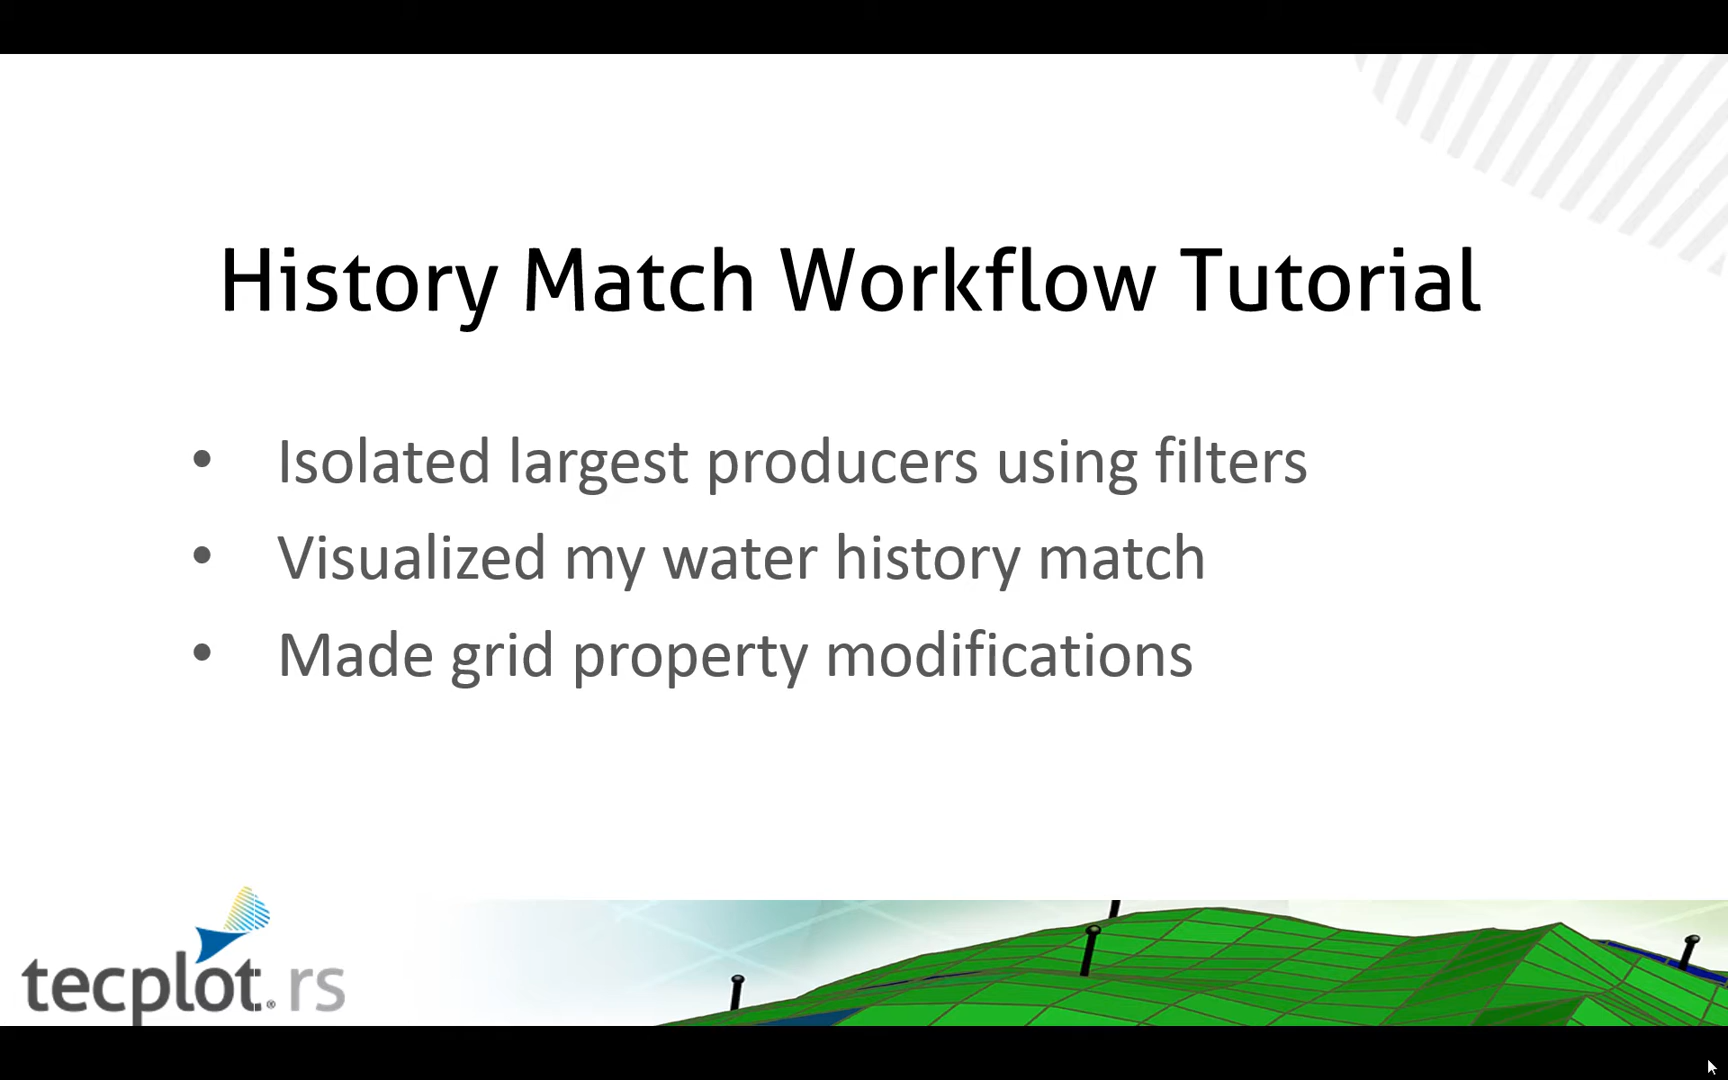 History Match Workflow Tutorial
• Isolated largest producers using filters
• Visualized my water history match
• Made grid property modifications
tecplot.® rs